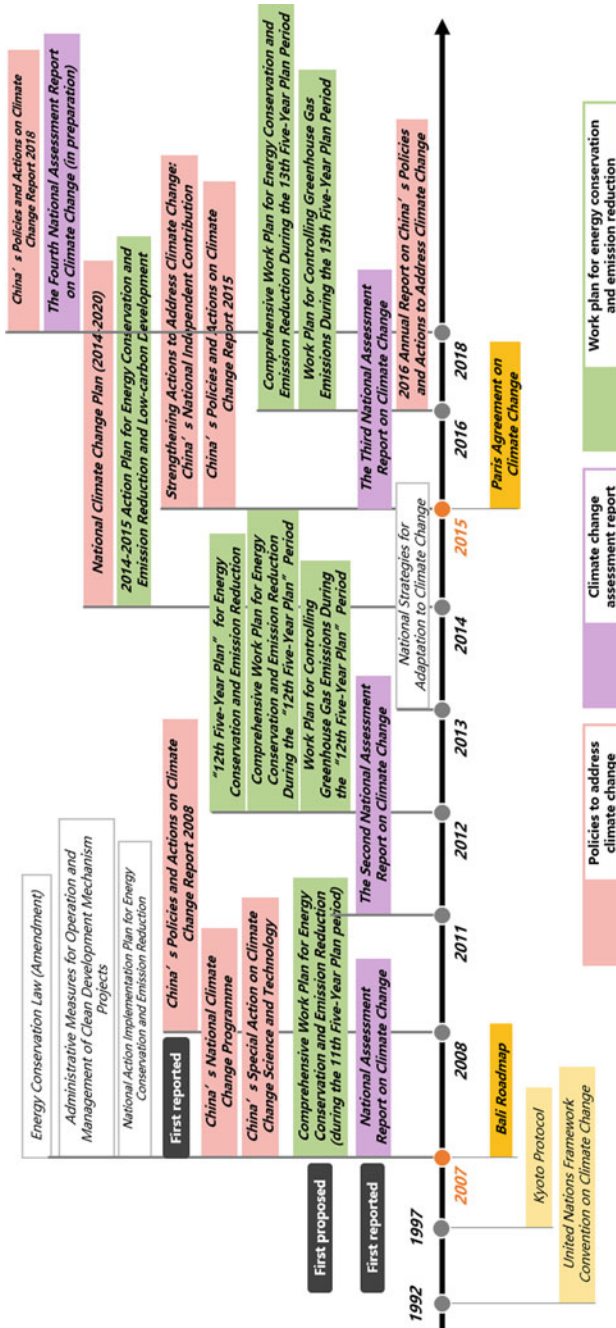 Energy Conservation Law (Amendment)
Administrative Measures for Operation and
Management of Clean Development Mechanism
Projects
National Action Implementation Plan for Energy
Conservation and Emission Reduction
First reported
China's Policies and Actions on Climate
Change Report 2008
China's National Climate
Change Programme
China's Special Action on Climate
Change Science and Technology
First proposed
Comprehensive Work Plan for Energy
Conservation and Emission Reduction
(during the 11th Five-Year Plan period)
First reported
National Assessment
Report on Climate Change
The Second National Assessment
Report on Climate Change
"12th Five-Year Plan" for Energy
Conservation and Emission Reduction
Comprehensive Work Plan for Energy
Conservation and Emission Reduction
During the "12th Five-Year Plan" Period
Work Plan for Controlling
Greenhouse Gas Emissions During
the "12th Five-Year Plan" Period
National Strategies for
Adaptation to Climate Change
National Climate Change Plan (2014-2020)
2014-2015 Action Plan for Energy Conservation and
Emission Reduction and Low-carbon Development
Strengthening Actions to Address Climate Change:
China's National Independent Contribution
China's Policies and Actions on Climate
Change Report 2015
The Third National Assessment
Report on Climate Change
Comprehensive Work Plan for Energy Conservation and
Emission Reduction During the 13th Five-Year Plan Period
Work Plan for Controlling Greenhouse Gas
Emissions During the 13th Five-Year Plan Period
2016 Annual Report on China's Policies
and Actions to Address Climate Change
China's Policies and Actions on Climate
Change Report 2018
The Fourth National Assessment Report
on Climate Change (in preparation)
1992
1997
2007
2008
2011
2012
2013
2014
2015
2016
2018
United Nations Framework
Convention on Climate Change
Kyoto Protocol
Bali Roadmap
Paris Agreement on
Climate Change
Policies to address
climate change
Climate change
assessment report
Work plan for energy conservation
and emission reduction